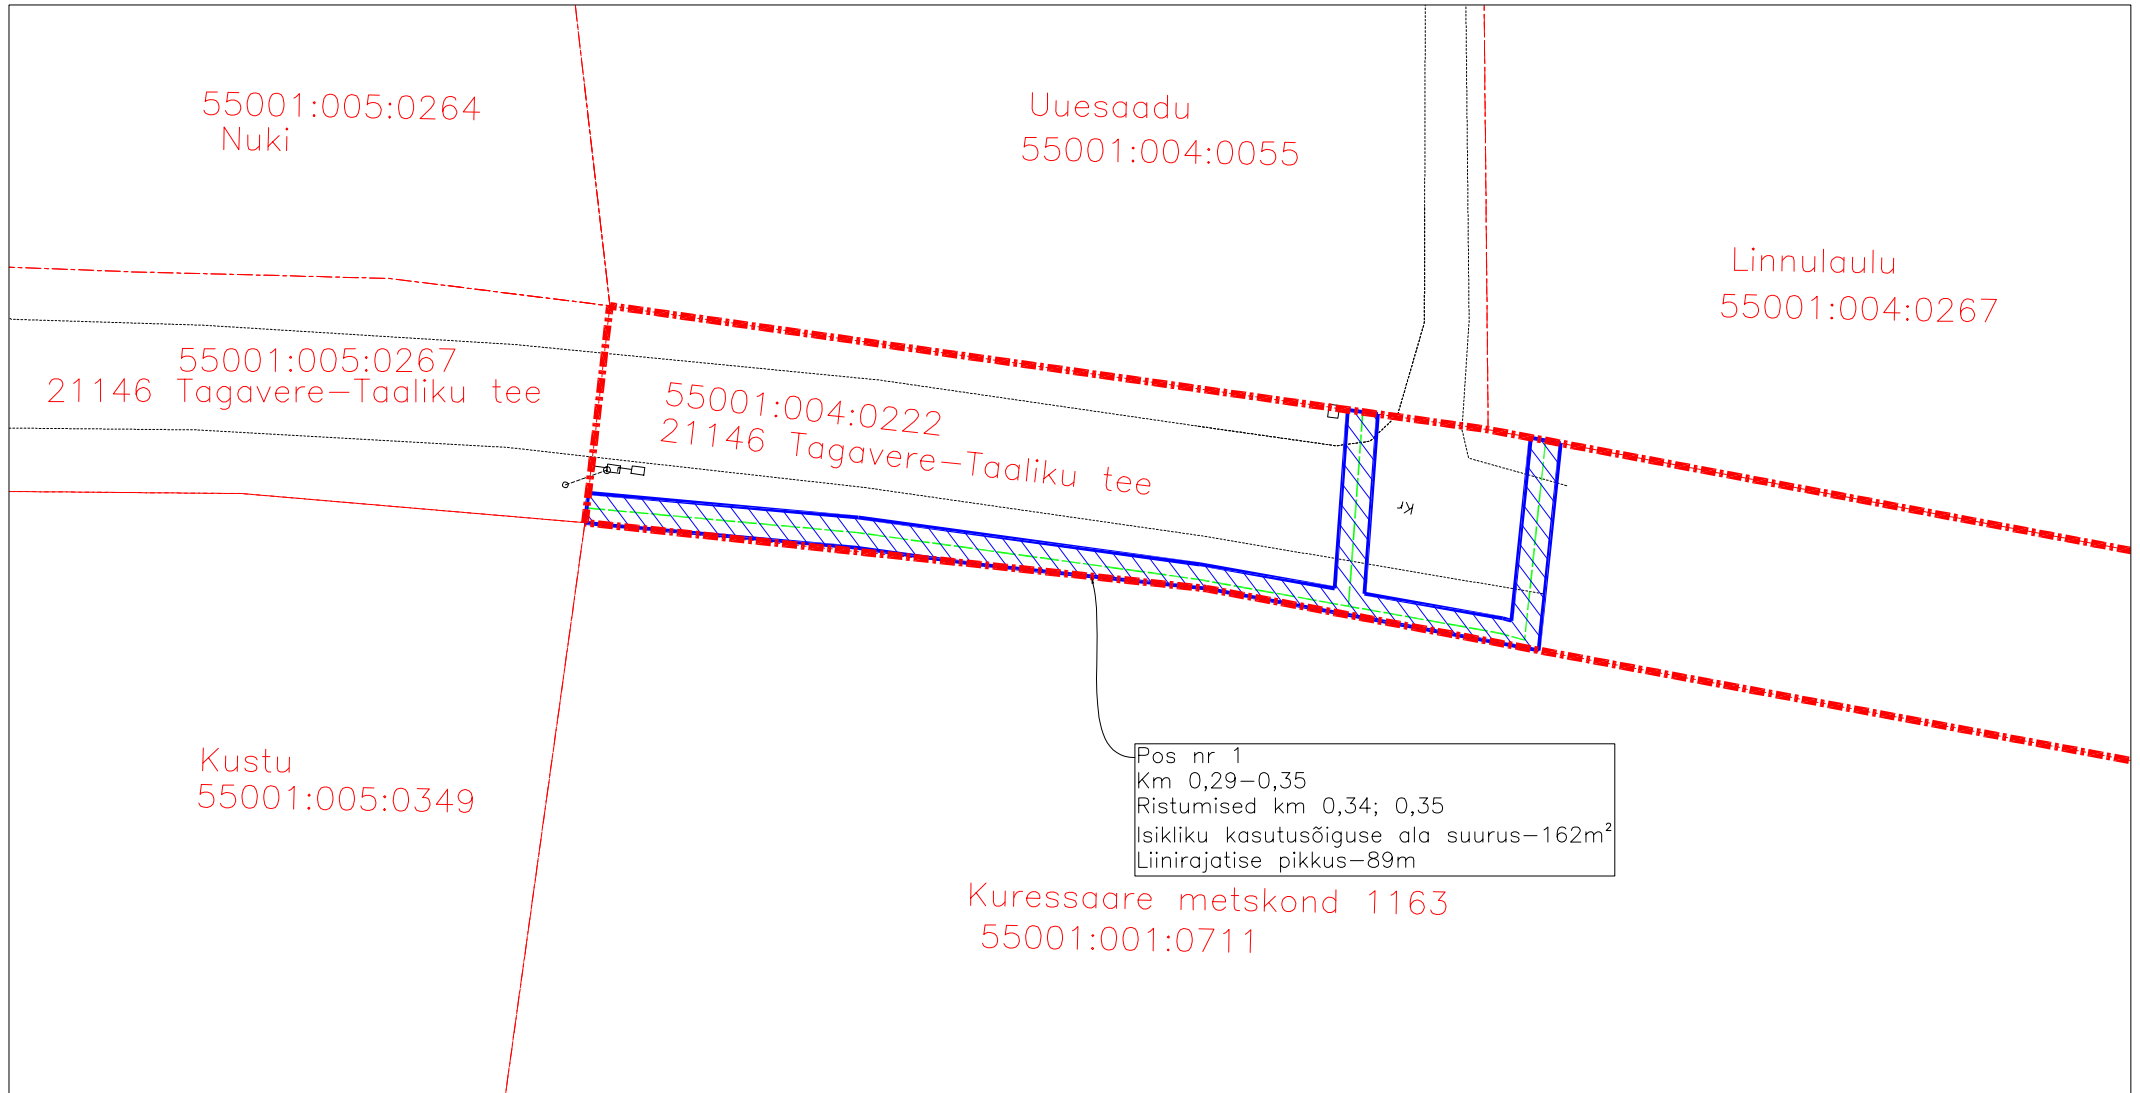 55001:005:0264
Nuki
Uuesaadu
55001:004:0055
Linnulaulu
55001:004:0267
55001:005:0267
21146 Tagavere-Taaliku tee
55001:004:0222
21146 Tagavere-Taaliku tee
Kr
Kustu
55001:005:0349
Pos nr 1
Km 0,29-0,35
Ristumised km 0,34; 0,35
Isikliku kasutusõiguse ala suurus-162m²
Liinirajatise pikkus-89m
Kuressaare metskond 1163
55001:001:0711